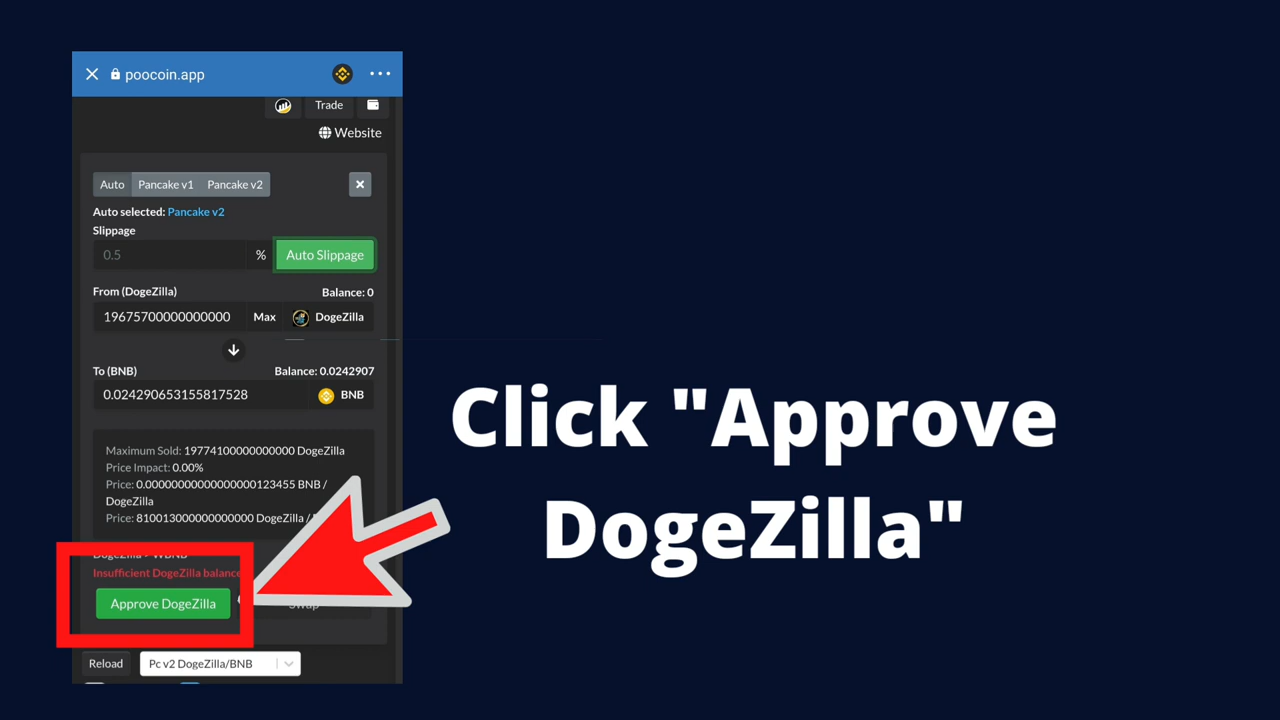 poocoin.app
Trade
Website
Auto Pancake v1 Pancake v2
Auto selected: Pancake v2
Slippage
0.5 % Auto Slippage
From (DogeZilla) Balance: 0
19675700000000000 Max DogeZilla
To (BNB) Balance: 0.0242907
0.024290653155817528 BNB
Maximum Sold: 19774100000000000 DogeZilla
Price Impact: 0.00%
Price: 0.00000000000000000123455 BNB /
DogeZilla
Price: 810013000000000000 DogeZilla /
DogeZilla > WBNB
Insufficient DogeZilla balance
Approve DogeZilla
Swap
Reload Pc v2 DogeZilla/BNB
Click "Approve
DogeZilla"